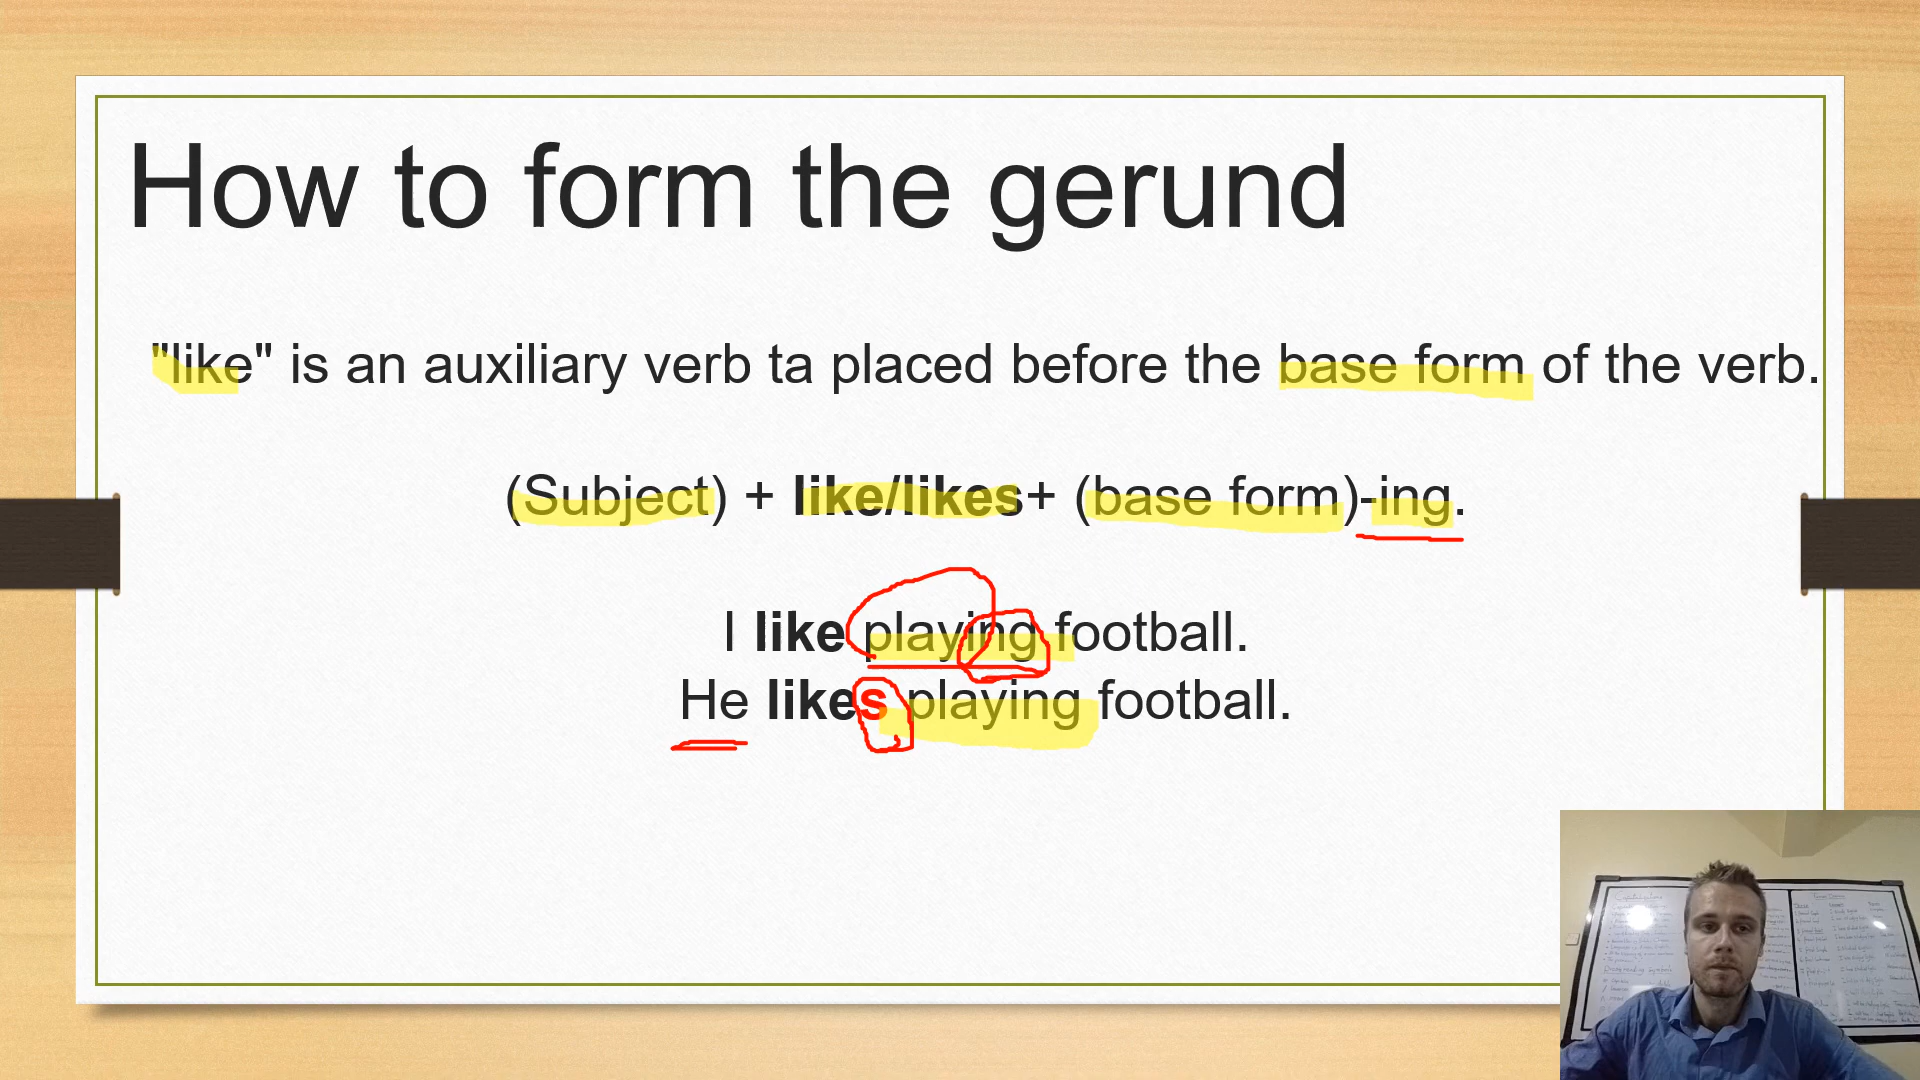 How to form the gerund
"like" is an auxiliary verb ta placed before the base form of the verb.
(Subject) + like/likes+ (base form)-ing.
I like playing football.
He likes playing football.